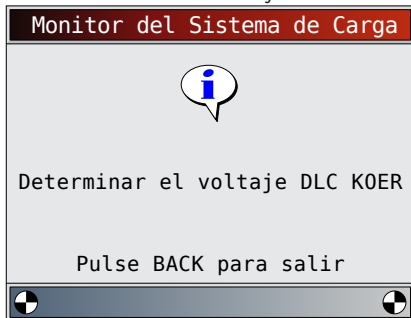 Monitor del Sistema de Carga
Determinar el voltaje DLC KOER
Pulse BACK para salir